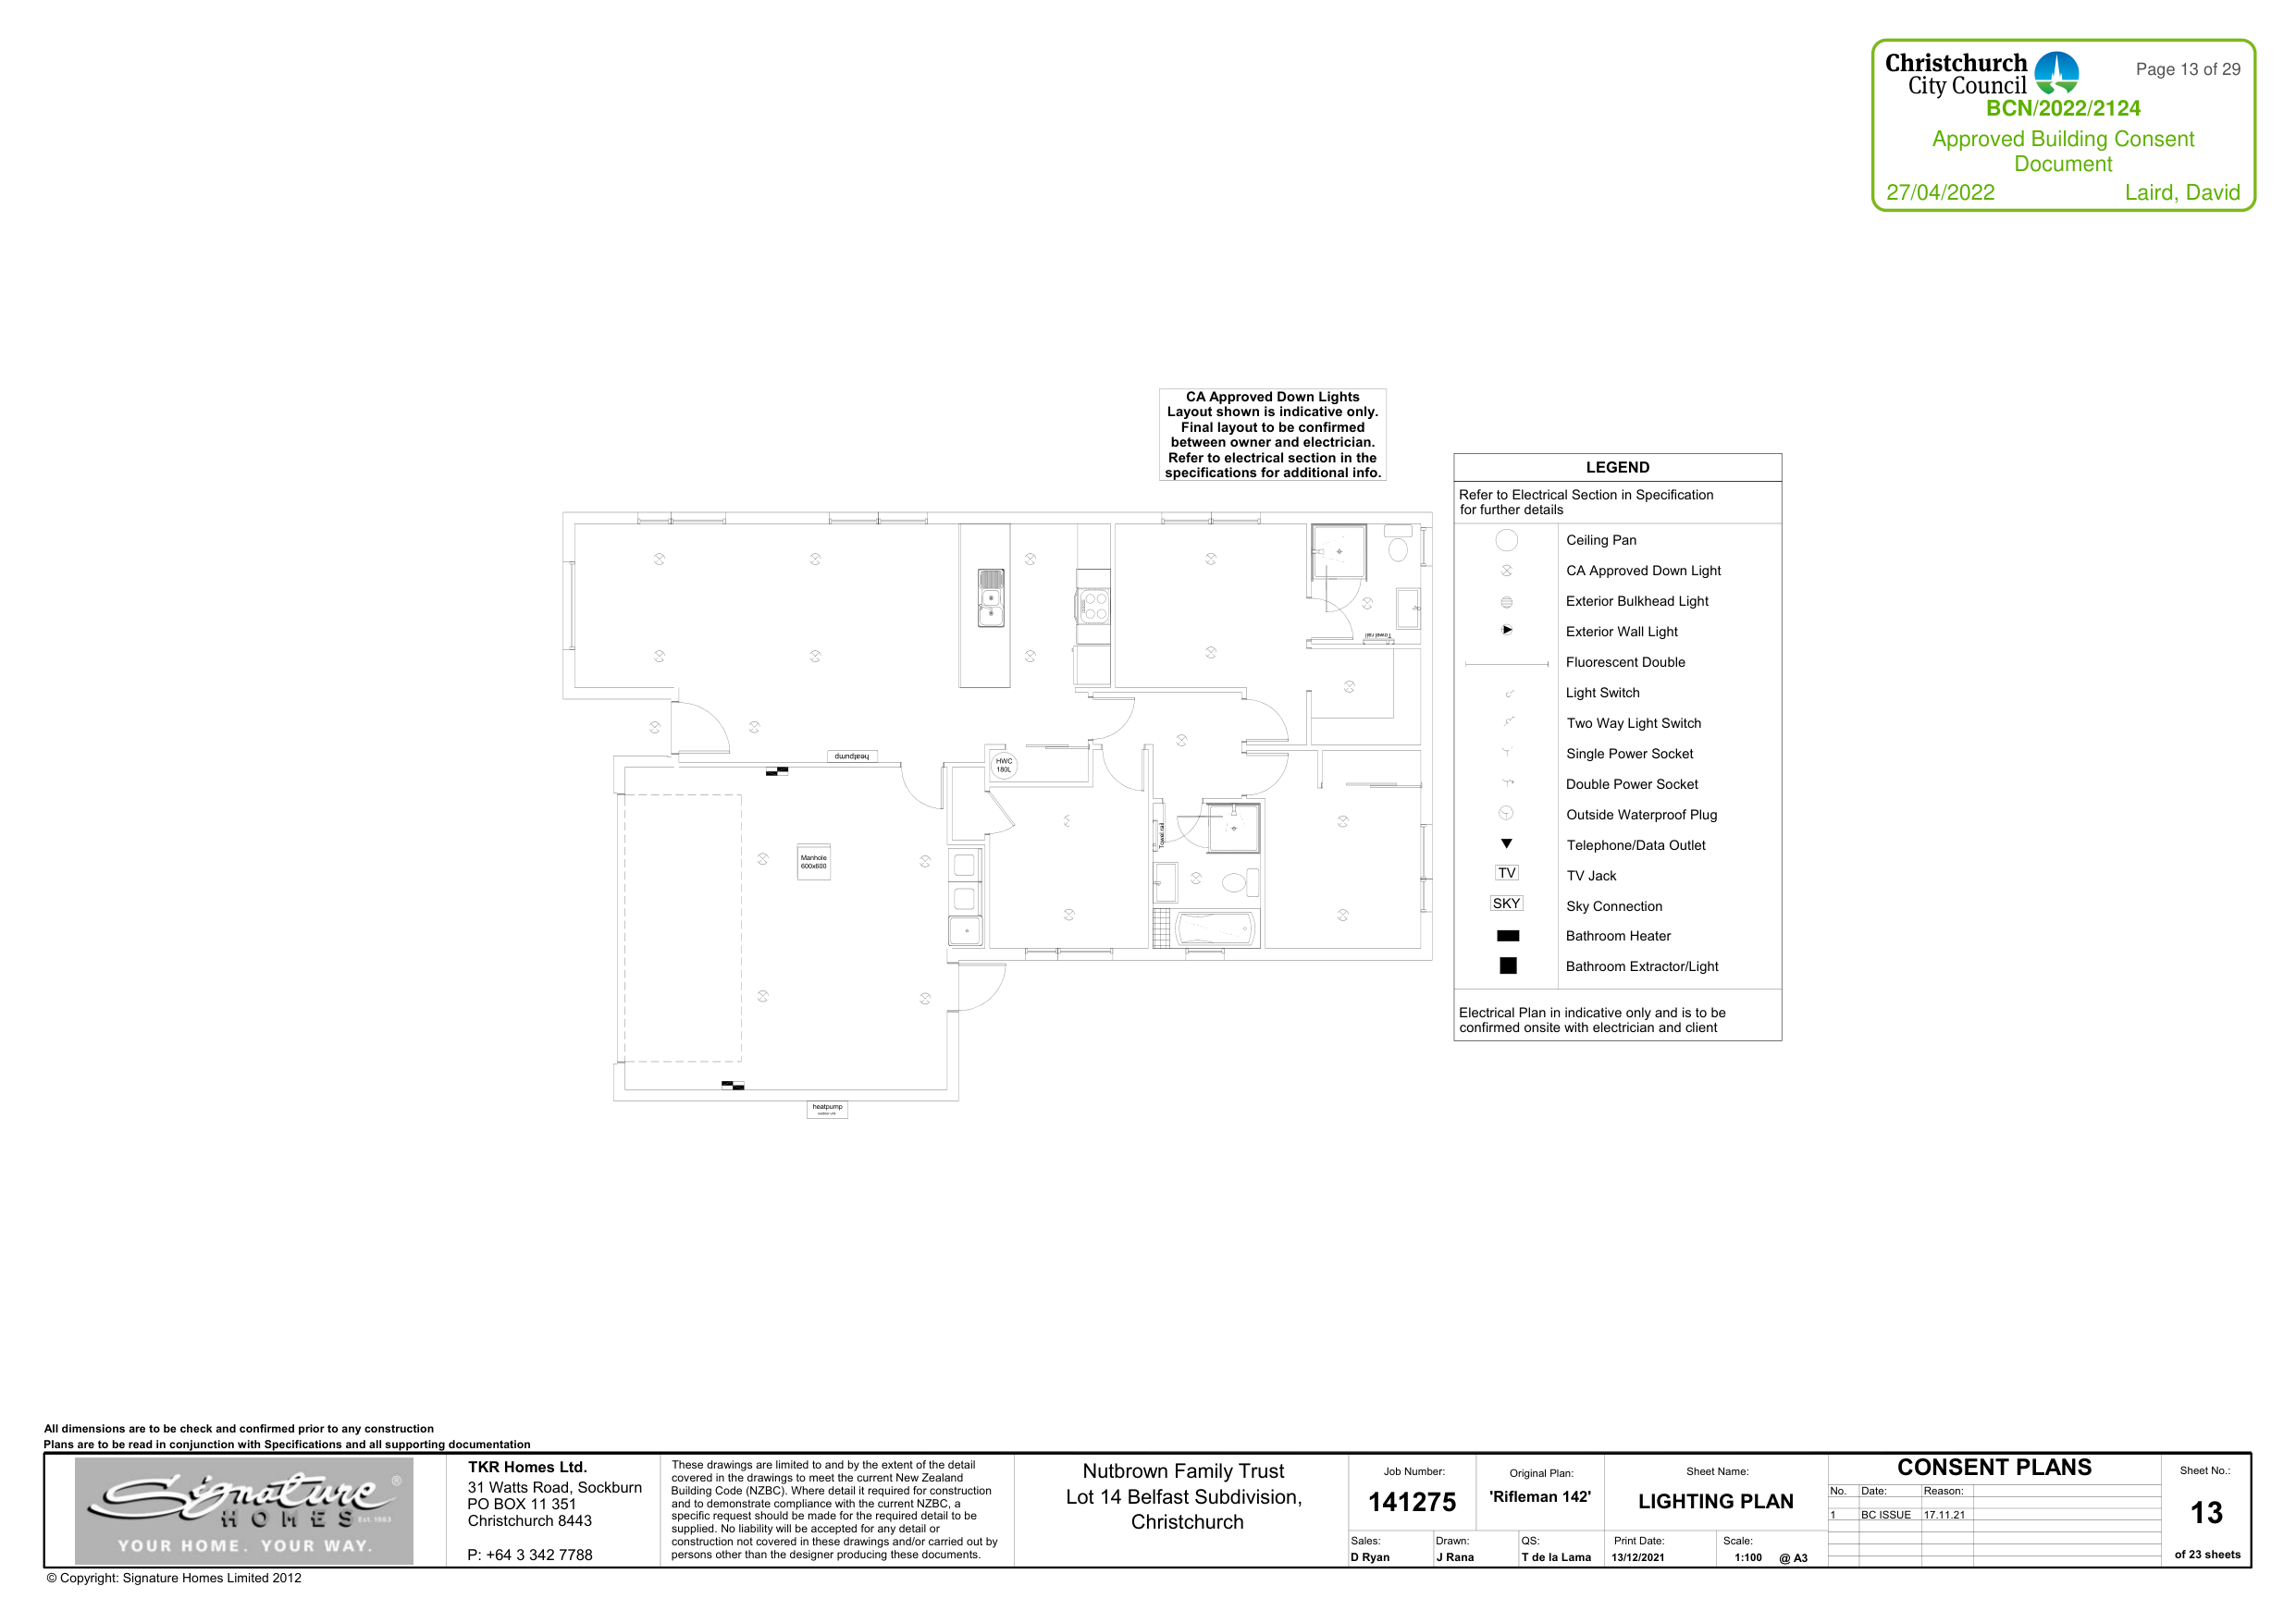 Christchurch
City Council
Page 13 of 29
BCN/2022/2124
Approved Building Consent
Document
27/04/2022 Laird, David
CA Approved Down Lights
Layout shown is indicative only.
Final layout to be confirmed
between owner and electrician.
Refer to electrical section in the
specifications for additional info.
LEGEND
Refer to Electrical Section in Specification
for further details
Ceiling Pan
CA Approved Down Light
Exterior Bulkhead Light
Exterior Wall Light
Fluorescent Double
Light Switch
Two Way Light Switch
Single Power Socket
Double Power Socket
Outside Waterproof Plug
Telephone/Data Outlet
TV TV Jack
SKY Sky Connection
Bathroom Heater
Bathroom Extractor/Light
Electrical Plan in indicative only and is to be
confirmed onsite with electrician and client
Towel rail
heatpump
HWC
180L
Towel rail
Manhole
600x600
heatpump
All dimensions are to be check and confirmed prior to any construction
Plans are to be read in conjunction with Specifications and all supporting documentation
Signature ®
HOMES Est. 1983
YOUR HOME. YOUR WAY.
TKR Homes Ltd.
31 Watts Road, Sockburn
PO BOX 11 351
Christchurch 8443
P: +64 3 342 7788
These drawings are limited to and by the extent of the detail
covered in the drawings to meet the current New Zealand
Building Code (NZBC). Where detail it required for construction
and to demonstrate compliance with the current NZBC, a
specific request should be made for the required detail to be
supplied. No liability will be accepted for any detail or
construction not covered in these drawings and/or carried out by
persons other than the designer producing these documents.
Nutbrown Family Trust
Lot 14 Belfast Subdivision,
Christchurch
Job Number:
141275
Original Plan:
'Rifleman 142'
Sheet Name:
LIGHTING PLAN
Sales:
D Ryan
Drawn:
J Rana
QS:
T de la Lama
Print Date:
13/12/2021
Scale:
1:100 @ A3
CONSENT PLANS
No. Date: Reason:
1 BC ISSUE 17.11.21
Sheet No.:
13
of 23 sheets
© Copyright: Signature Homes Limited 2012